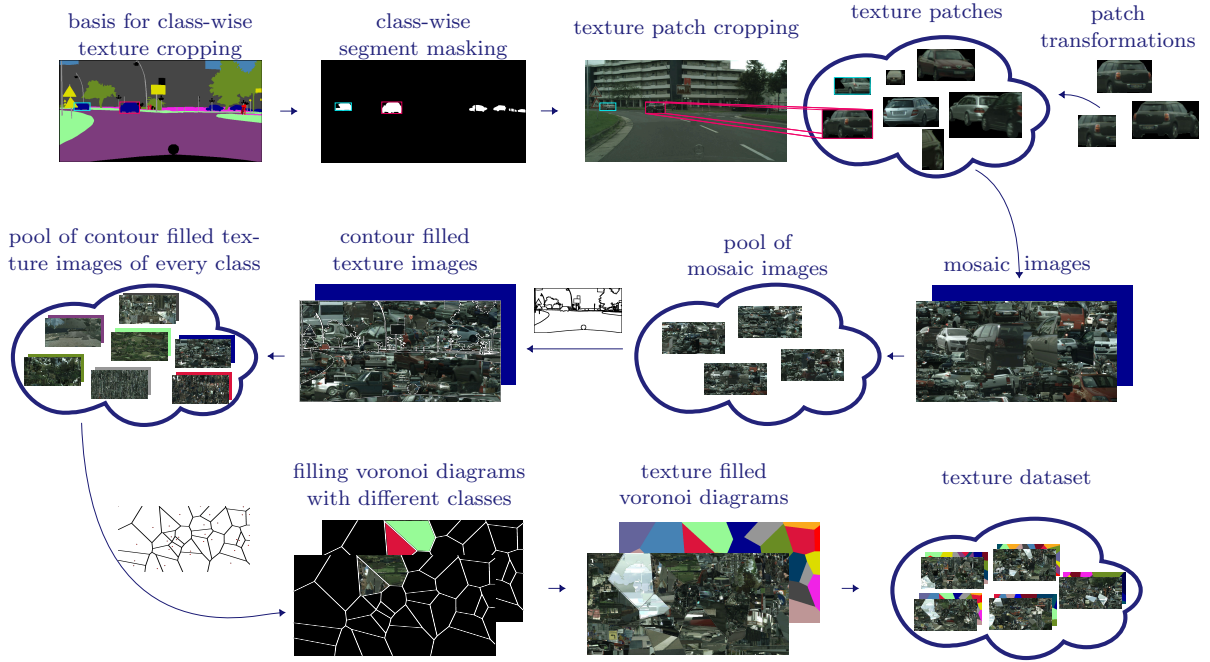 basis for class-wise
texture cropping
class-wise
segment masking
texture patch cropping
texture patches
patch
transformations
pool of contour filled tex-
ture images of every class
contour filled
texture images
pool of
mosaic images
mosaic images
filling voronoi diagrams
with different classes
texture filled
voronoi diagrams
texture dataset